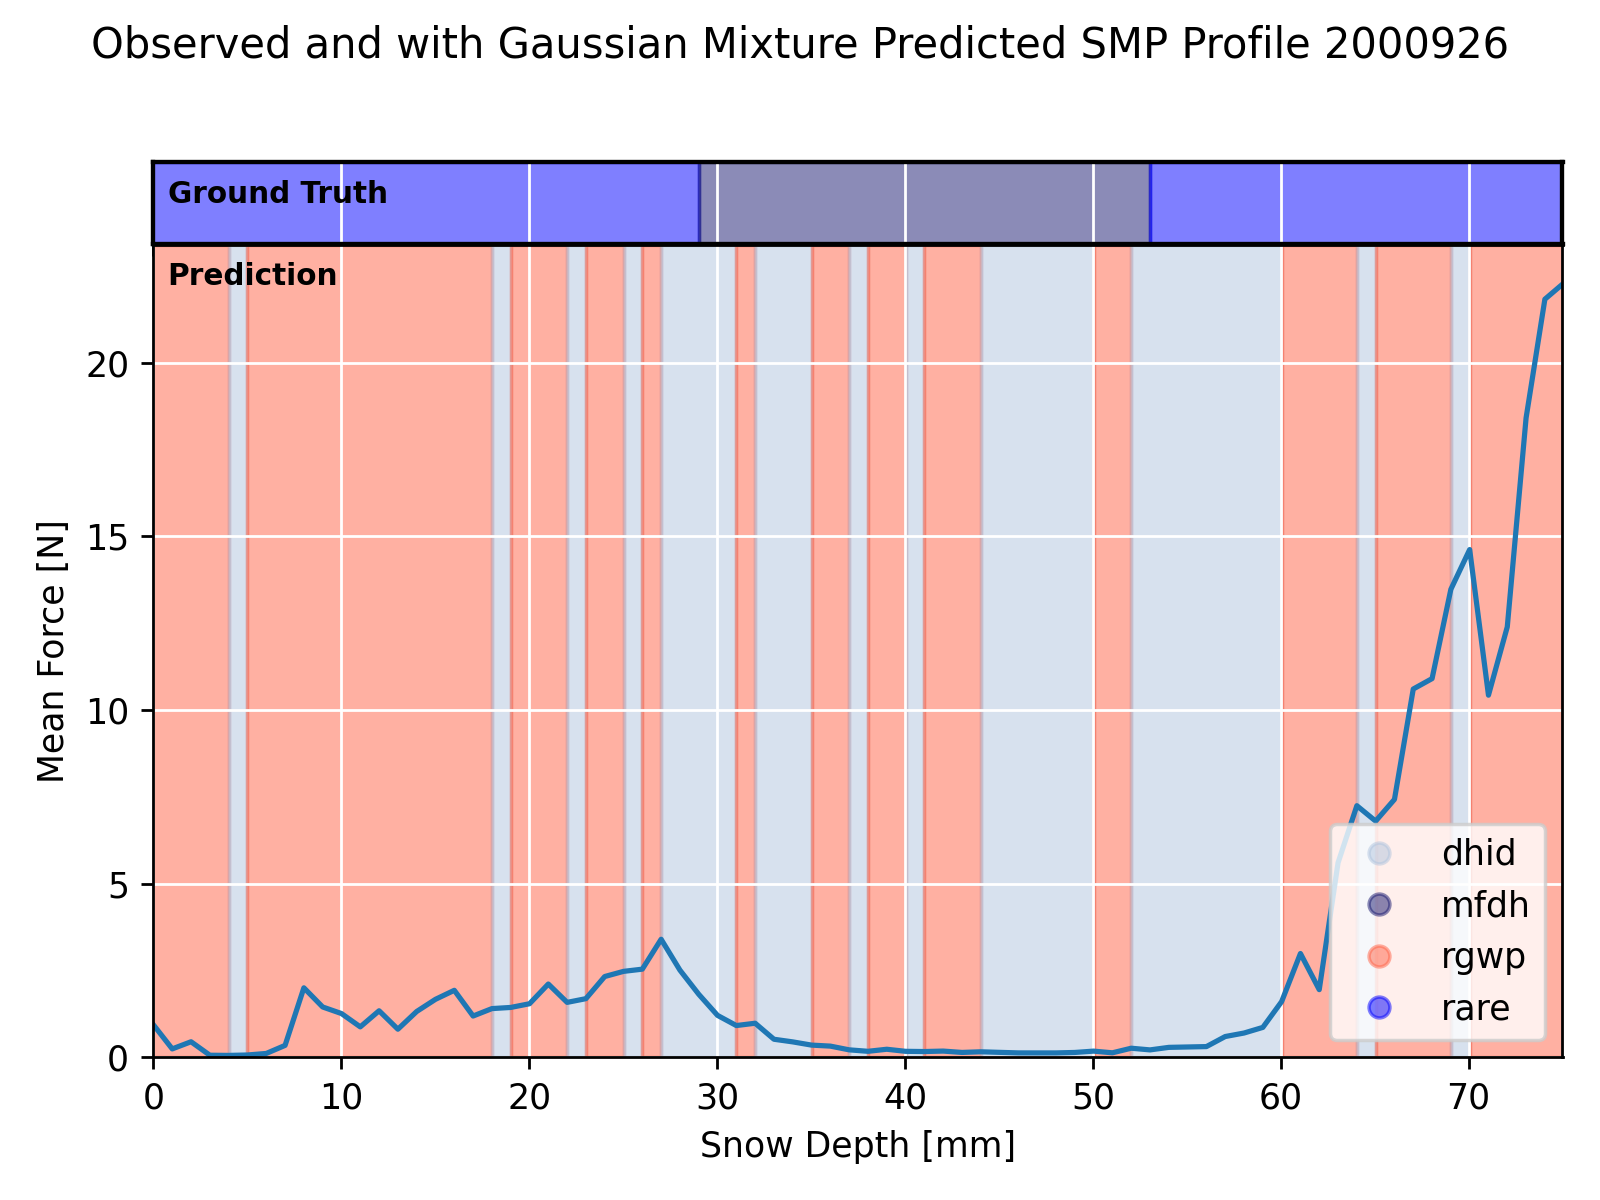 Observed and with Gaussian Mixture Predicted SMP Profile 2000926
Ground Truth
Prediction
20
15
10
5
0
Mean Force [N]
dhid
mfdh
rgwp
rare
0 10 20 30 40 50 60 70
Snow Depth [mm]